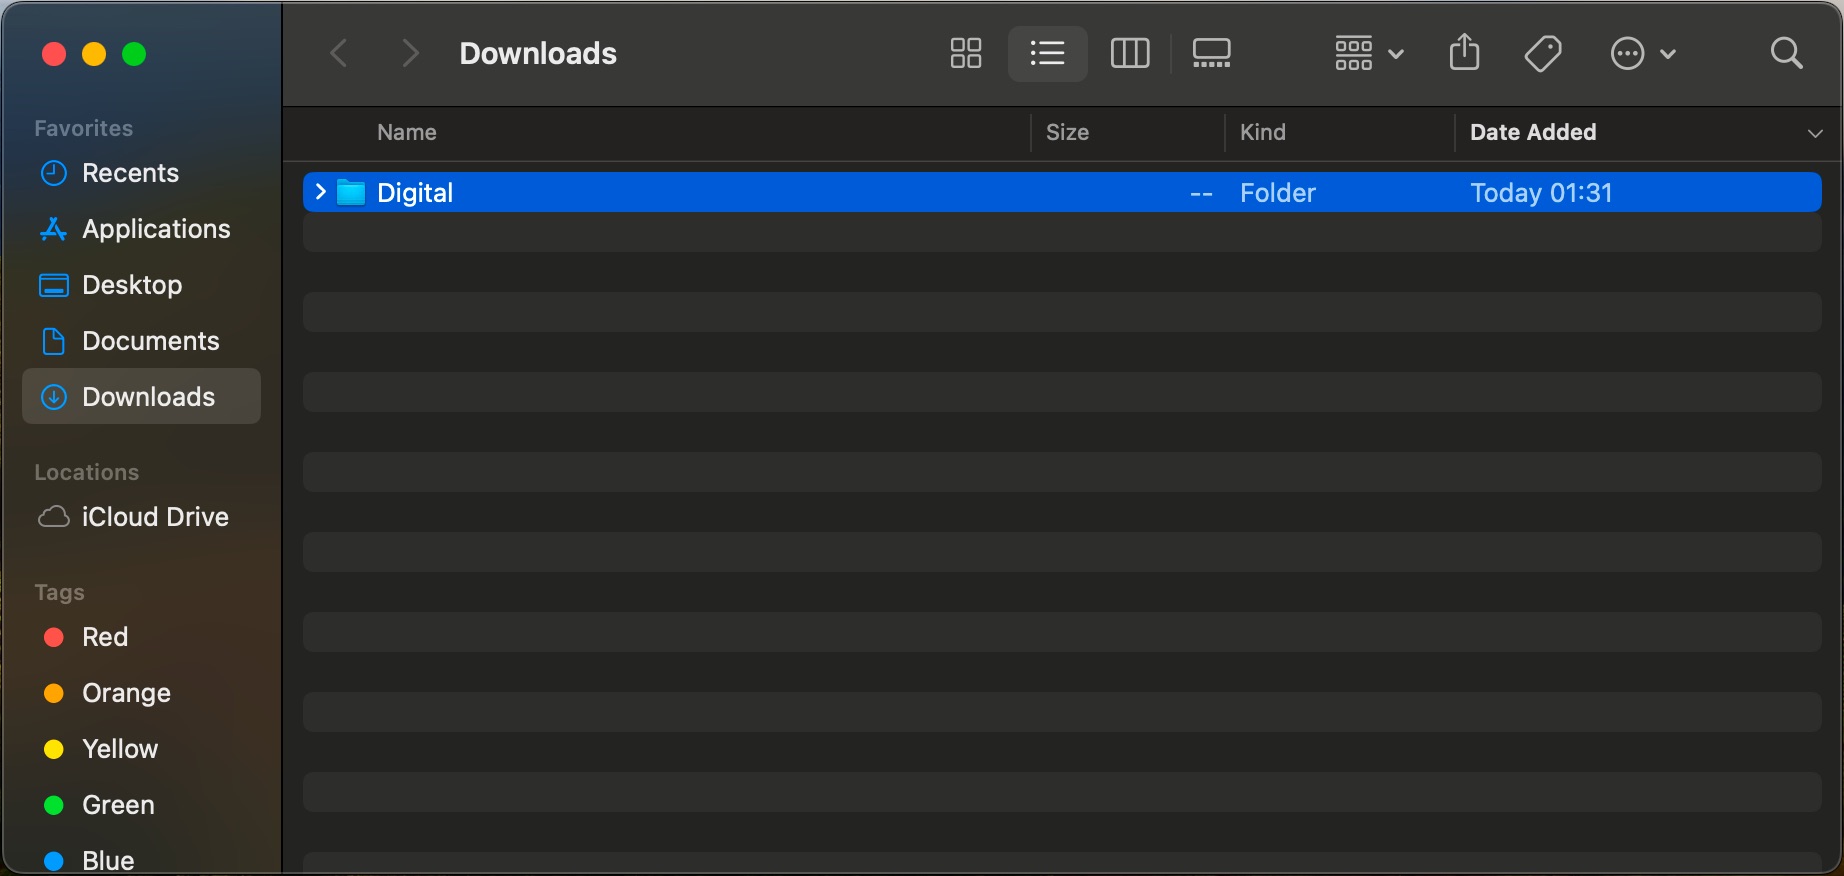 Downloads
Favorites
Recents
Applications
Desktop
Documents
Downloads
Locations
iCloud Drive
Tags
Red
Orange
Yellow
Green
Blue
Name Size Kind Date Added
Digital -- Folder Today 01:31